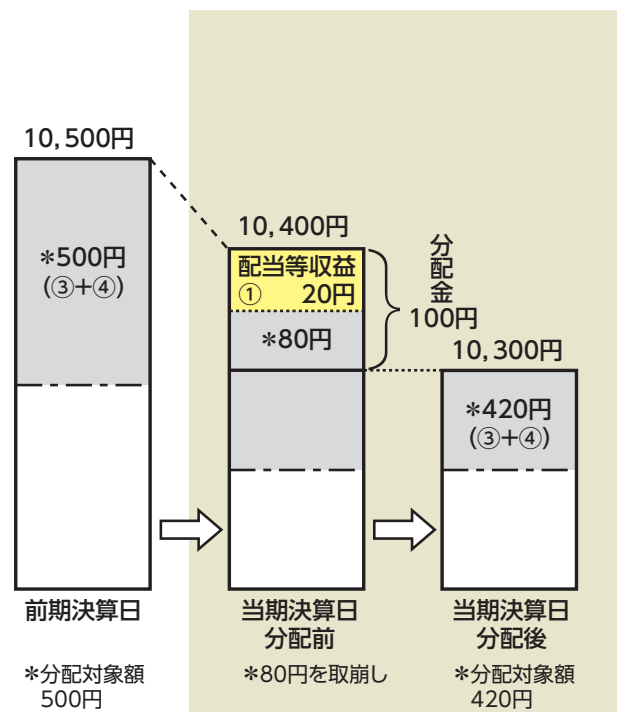 10,500円
*500円
(③+④)
前期決算日
*分配対象額
500円
10,400円
配当等収益
① 20円
*80円
分配金
100円
当期決算日
分配前
*80円を取崩し
10,300円
*420円
(③+④)
当期決算日
分配後
*分配対象額
420円